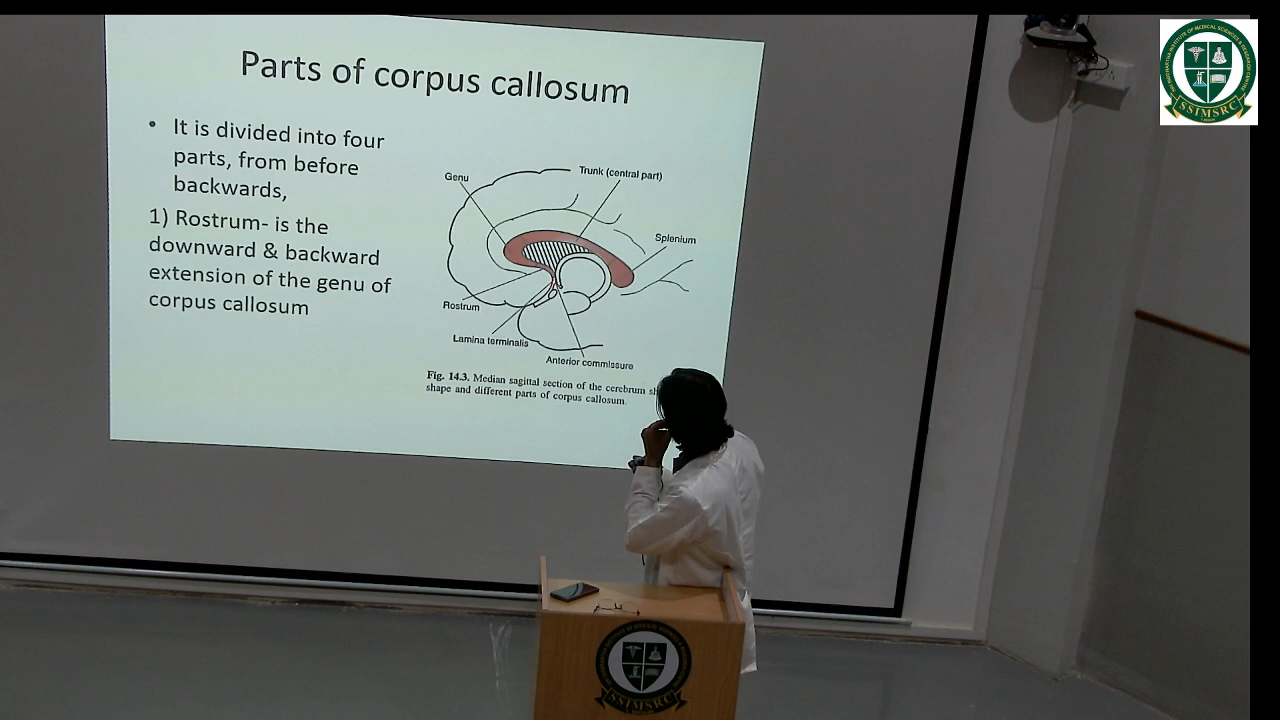 Parts of corpus callosum
• It is divided into four
parts, from before
backwards,
1) Rostrum- is the
downward & backward
extension of the genu of
corpus callosum
Genu
Trunk (central part)
Splenium
Rostrum
Lamina terminalis
Anterior commissure
Fig. 14.3. Median sagittal section of the cerebrum
shape and different parts of corpus callosum.
SSIMSRC
SSIMSRC